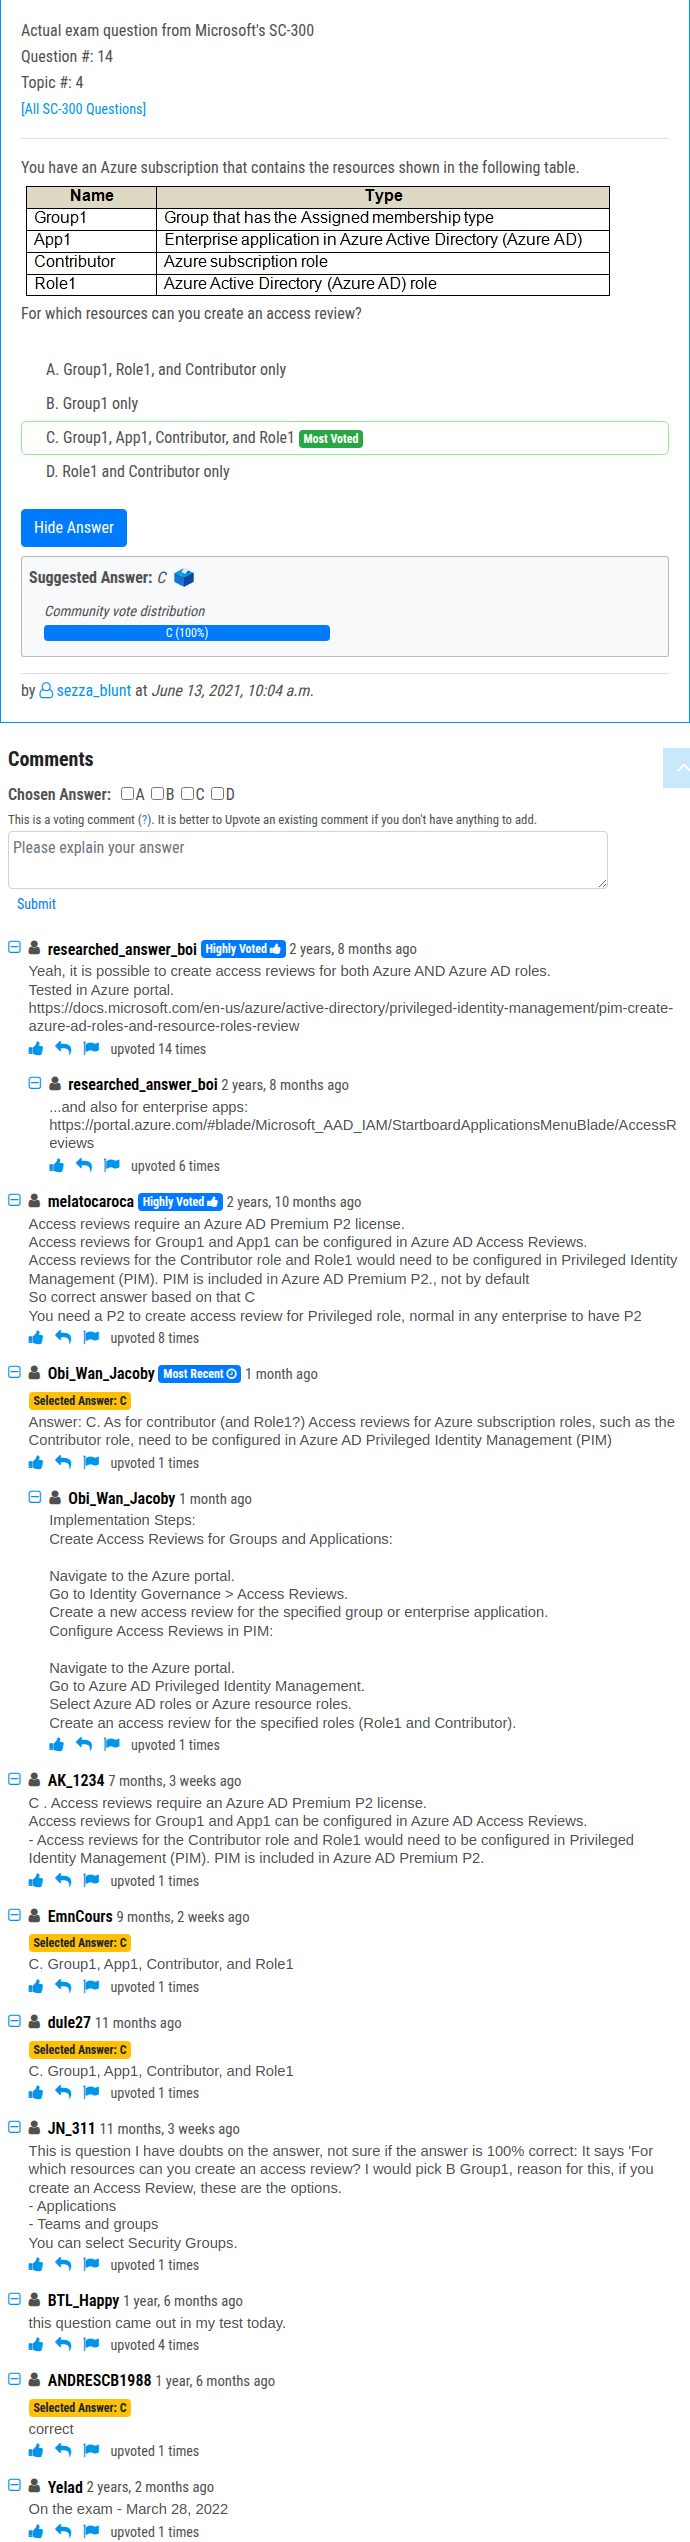 Actual exam question from Microsoft's SC-300
Question #: 14
Topic #: 4
[All SC-300 Questions]
You have an Azure subscription that contains the resources shown in the following table.
Name Type
Group1 Group that has the Assigned membership type
App1 Enterprise application in Azure Active Directory (Azure AD)
Contributor Azure subscription role
Role1 Azure Active Directory (Azure AD) role
For which resources can you create an access review?
A. Group1, Role1, and Contributor only
B. Group1 only
C. Group1, App1, Contributor, and Role1 Most Voted
D. Role1 and Contributor only
Hide Answer
Suggested Answer: C
Community vote distribution
C (100%)
by sezza_blunt at June 13, 2021, 10:04 a.m.
Comments
Chosen Answer: A B C D
This is a voting comment (?). It is better to Upvote an existing comment if you don't have anything to add.
Please explain your answer
Submit
researched_answer_boi Highly Voted 2 years, 8 months ago
Yeah, it is possible to create access reviews for both Azure AND Azure AD roles.
Tested in Azure portal.
https://docs.microsoft.com/en-us/azure/active-directory/privileged-identity-management/pim-create-
azure-ad-roles-and-resource-roles-review
upvoted 14 times
researched_answer_boi 2 years, 8 months ago
...and also for enterprise apps:
https://portal.azure.com/#blade/Microsoft_AAD_IAM/StartboardApplicationsMenuBlade/AccessR
eviews
upvoted 6 times
melatocaroca Highly Voted 2 years, 10 months ago
Access reviews require an Azure AD Premium P2 license.
Access reviews for Group1 and App1 can be configured in Azure AD Access Reviews.
Access reviews for the Contributor role and Role1 would need to be configured in Privileged Identity
Management (PIM). PIM is included in Azure AD Premium P2., not by default
So correct answer based on that C
You need a P2 to create access review for Privileged role, normal in any enterprise to have P2
upvoted 8 times
Obi_Wan_Jacoby Most Recent 1 month ago
Selected Answer: C
Answer: C. As for contributor (and Role1?) Access reviews for Azure subscription roles, such as the
Contributor role, need to be configured in Azure AD Privileged Identity Management (PIM)
upvoted 1 times
Obi_Wan_Jacoby 1 month ago
Implementation Steps:
Create Access Reviews for Groups and Applications:
Navigate to the Azure portal.
Go to Identity Governance > Access Reviews.
Create a new access review for the specified group or enterprise application.
Configure Access Reviews in PIM:
Navigate to the Azure portal.
Go to Azure AD Privileged Identity Management.
Select Azure AD roles or Azure resource roles.
Create an access review for the specified roles (Role1 and Contributor).
upvoted 1 times
AK_1234 7 months, 3 weeks ago
C . Access reviews require an Azure AD Premium P2 license.
Access reviews for Group1 and App1 can be configured in Azure AD Access Reviews.
- Access reviews for the Contributor role and Role1 would need to be configured in Privileged
Identity Management (PIM). PIM is included in Azure AD Premium P2.
upvoted 1 times
EmnCours 9 months, 2 weeks ago
Selected Answer: C
C. Group1, App1, Contributor, and Role1
upvoted 1 times
dule27 11 months ago
Selected Answer: C
C. Group1, App1, Contributor, and Role1
upvoted 1 times
JN_311 11 months, 3 weeks ago
This is question I have doubts on the answer, not sure if the answer is 100% correct: It says 'For
which resources can you create an access review? I would pick B Group1, reason for this, if you
create an Access Review, these are the options.
- Applications
- Teams and groups
You can select Security Groups.
upvoted 1 times
BTL_Happy 1 year, 6 months ago
this question came out in my test today.
upvoted 4 times
ANDRESCB1988 1 year, 6 months ago
Selected Answer: C
correct
upvoted 1 times
Yelad 2 years, 2 months ago
On the exam - March 28, 2022
upvoted 1 times